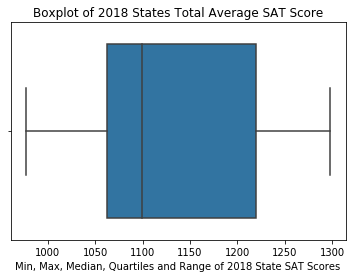 Boxplot of 2018 States Total Average SAT Score
1000 1050 1100 1150 1200 1250 1300
Min, Max, Median, Quartiles and Range of 2018 State SAT Scores